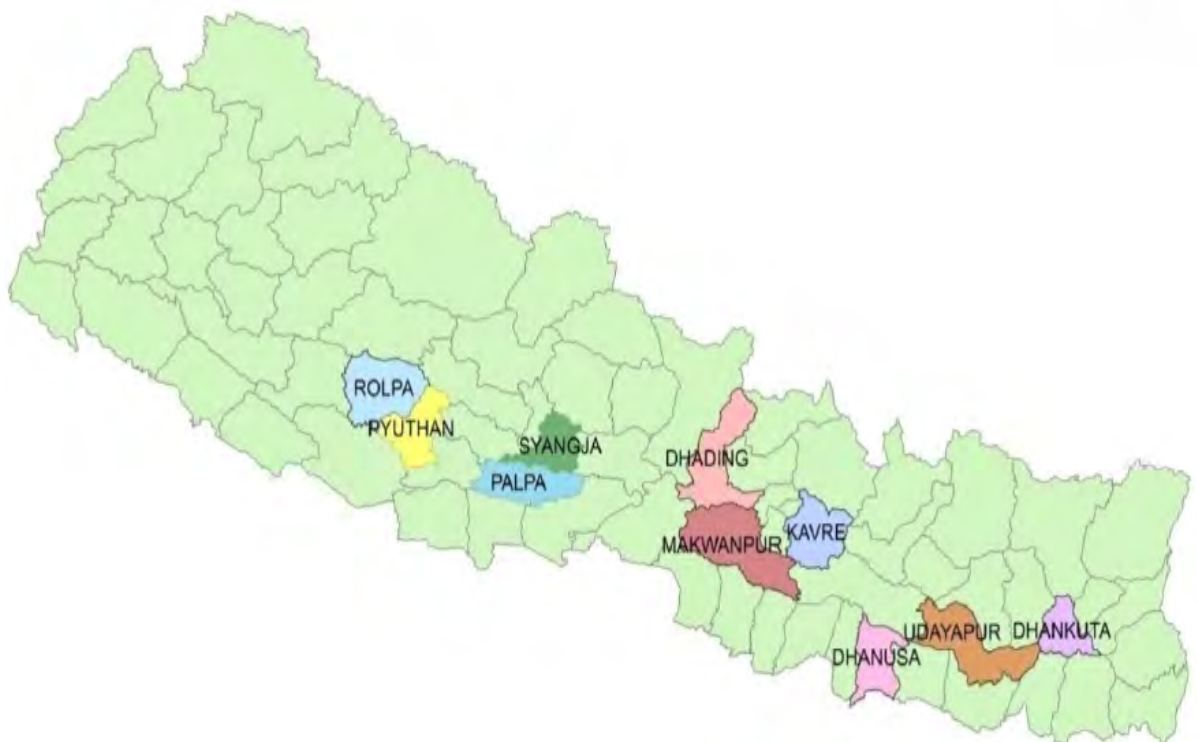 ROLPA
PYUTHAN
SYANGJA
DHADING
PALPA
KAVRE
MAKWANPUR
UDAYAPUR
DHANKUTA
DHANUSA